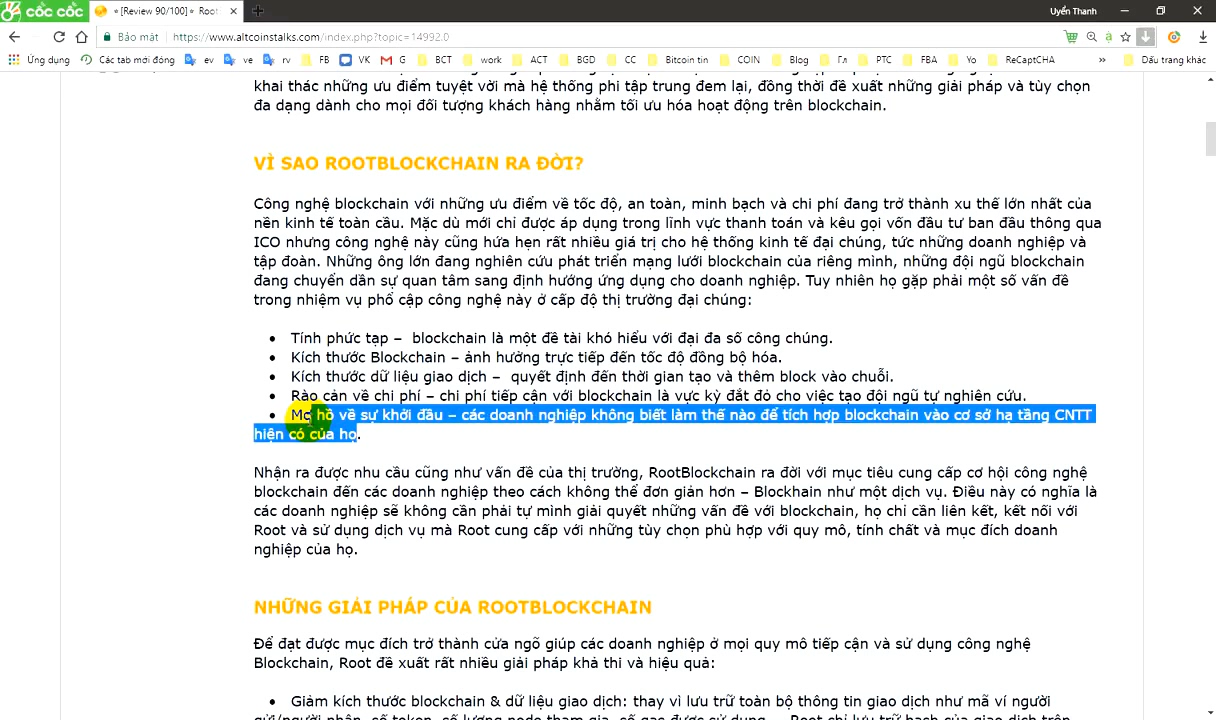 cốc cốc
⭐[Review 90/100]⭐ Root
Uyển Thanh
Bảo mật
https://www.altcoinstalks.com/index.php?topic=14992.0
Ứng dụng Các tab mới đóng ev ve rv FB BCT VK G BCT work ACT BGD CC Bitcoin tin COIN Blog Гл PTC FBA Yo ReCaptCHA » Dấu trang khác
khai thác những ưu điểm tuyệt vời mà hệ thống phi tập trung đem lại, đồng thời đề xuất những giải pháp và tùy chọn
đa dạng dành cho mọi đối tượng khách hàng nhằm tối ưu hóa hoạt động trên blockchain.
VÌ SAO ROOTBLOCKCHAIN RA ĐỜI?
Công nghệ blockchain với những ưu điểm về tốc độ, an toàn, minh bạch và chi phí đang trở thành xu thế lớn nhất của
nền kinh tế toàn cầu. Mặc dù mới chỉ được áp dụng trong lĩnh vực thanh toán và kêu gọi vốn đầu tư ban đầu thông qua
ICO nhưng công nghệ này cũng hứa hẹn rất nhiều giá trị cho hệ thống kinh tế đại chúng, tức những doanh nghiệp và
tập đoàn. Những ông lớn đang nghiên cứu phát triển mạng lưới blockchain của riêng mình, những đội ngũ blockchain
đang chuyển dần sự quan tâm sang định hướng ứng dụng cho doanh nghiệp. Tuy nhiên họ gặp phải một số vấn đề
trong nhiệm vụ phổ cập công nghệ này ở cấp độ thị trường đại chúng:
• Tính phức tạp – blockchain là một đề tài khó hiểu với đại đa số công chúng.
• Kích thước Blockchain – ảnh hưởng trực tiếp đến tốc độ đồng bộ hóa.
• Kích thước dữ liệu giao dịch – quyết định đến thời gian tạo và thêm block vào chuỗi.
• Rào cản về chi phí – chi phí tiếp cận với blockchain là vực kỳ đắt đỏ cho việc tạo đội ngũ tự nghiên cứu.
• Mơ hồ về sự khởi đầu – các doanh nghiệp không biết làm thế nào để tích hợp blockchain vào cơ sở hạ tầng CNTT
hiện có của họ.
Nhận ra được nhu cầu cũng như vấn đề của thị trường, RootBlockchain ra đời với mục tiêu cung cấp cơ hội công nghệ
blockchain đến các doanh nghiệp theo cách không thể đơn giản hơn – Blockhain như một dịch vụ. Điều này có nghĩa là
các doanh nghiệp sẽ không cần phải tự mình giải quyết những vấn đề với blockchain, họ chỉ cần liên kết, kết nối với
Root và sử dụng dịch vụ mà Root cung cấp với những tùy chọn phù hợp với quy mô, tính chất và mục đích doanh
nghiệp của họ.
NHỮNG GIẢI PHÁP CỦA ROOTBLOCKCHAIN
Để đạt được mục đích trở thành cửa ngõ giúp các doanh nghiệp ở mọi quy mô tiếp cận và sử dụng công nghệ
Blockchain, Root đề xuất rất nhiều giải pháp khả thi và hiệu quả:
• Giảm kích thước blockchain & dữ liệu giao dịch: thay vì lưu trữ toàn bộ thông tin giao dịch như mã ví người